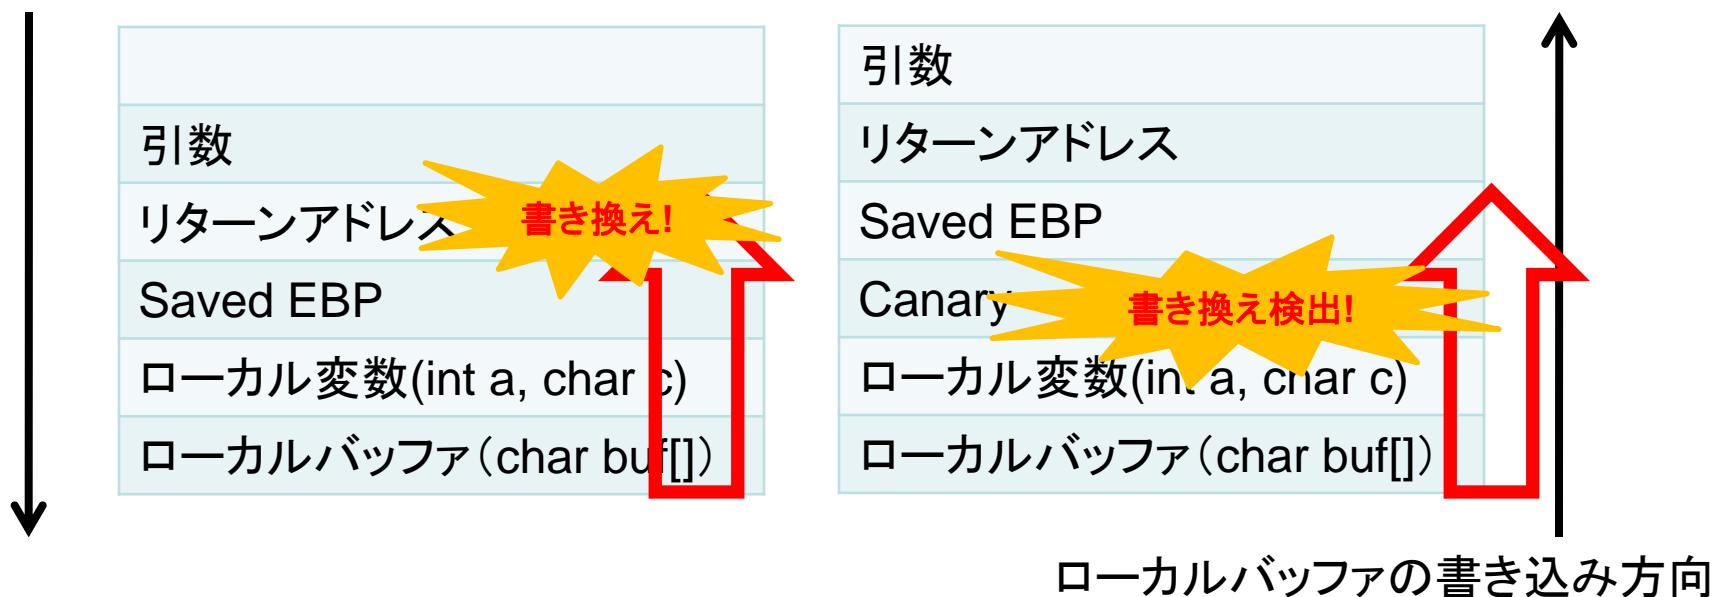 引数
リターンアドレス
書き換え!
Saved EBP
ローカル変数(int a, char c)
ローカルバッファ(char buf[])
引数
リターンアドレス
Saved EBP
Canary
書き換え検出!
ローカル変数(int a, char c)
ローカルバッファ(char buf[])
ローカルバッファの書き込み方向